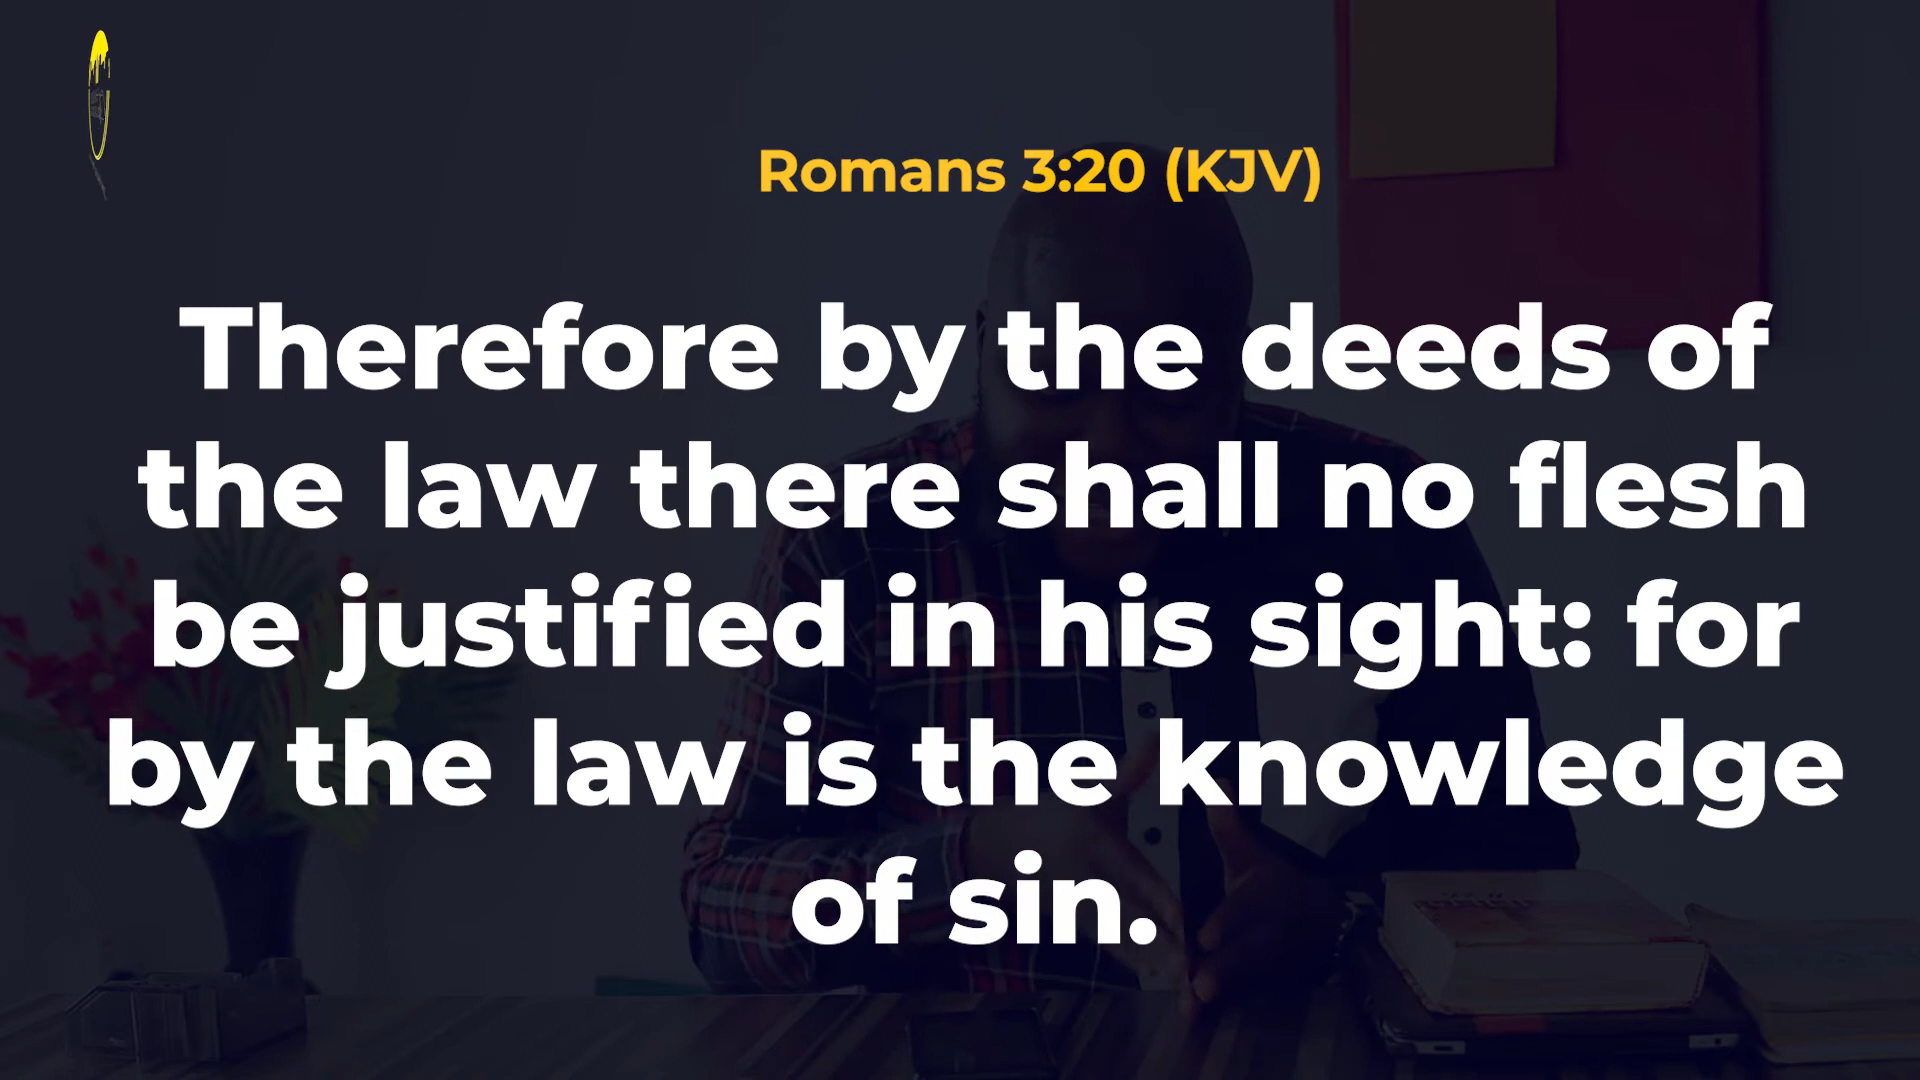 Romans 3:20 (KJV)
Therefore by the deeds of
the law there shall no flesh
be justified in his sight: for
by the law is the knowledge
of sin.